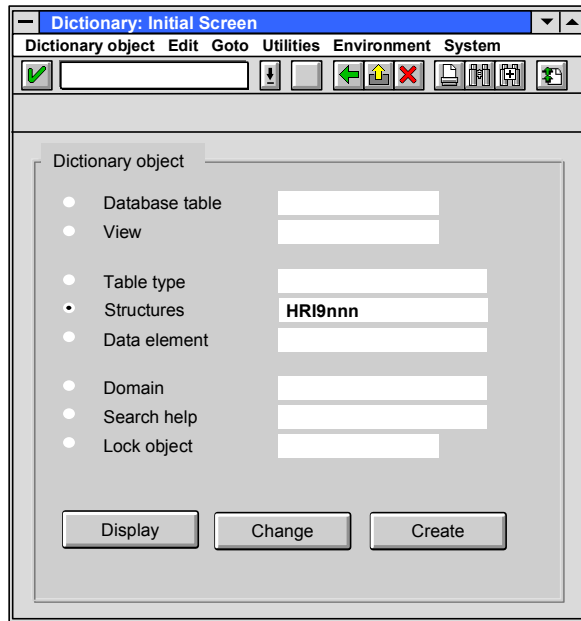 Dictionary: Initial Screen
Dictionary object Edit Goto Utilities Environment System
Dictionary object
Database table
View
Table type
Structures HRI9nnn
Data element
Domain
Search help
Lock object
Display Change Create